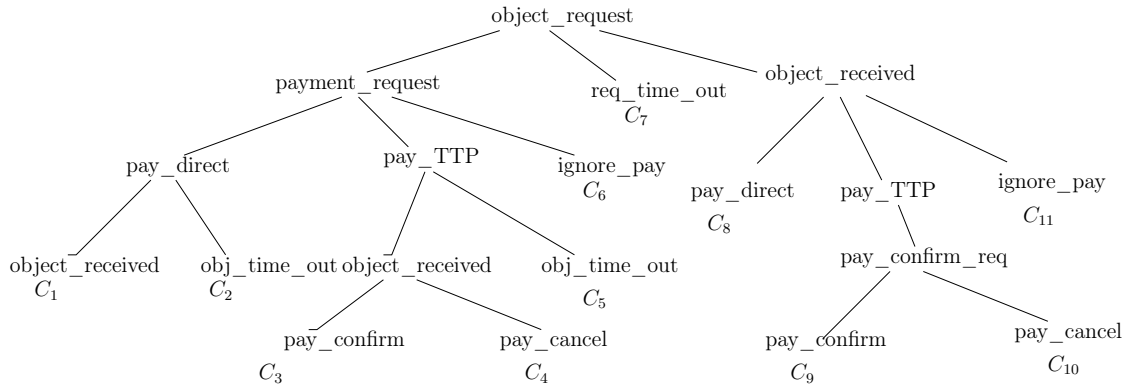 object_request
payment_request
req_time_out
C7
object_received
pay_direct
pay_TTP
ignore_pay
C6
pay_direct
C8
pay_TTP
ignore_pay
C11
object_received
C1
obj_time_out
C2
object_received
obj_time_out
C5
pay_confirm_req
pay_confirm
C3
pay_cancel
C4
pay_confirm
C9
pay_cancel
C10